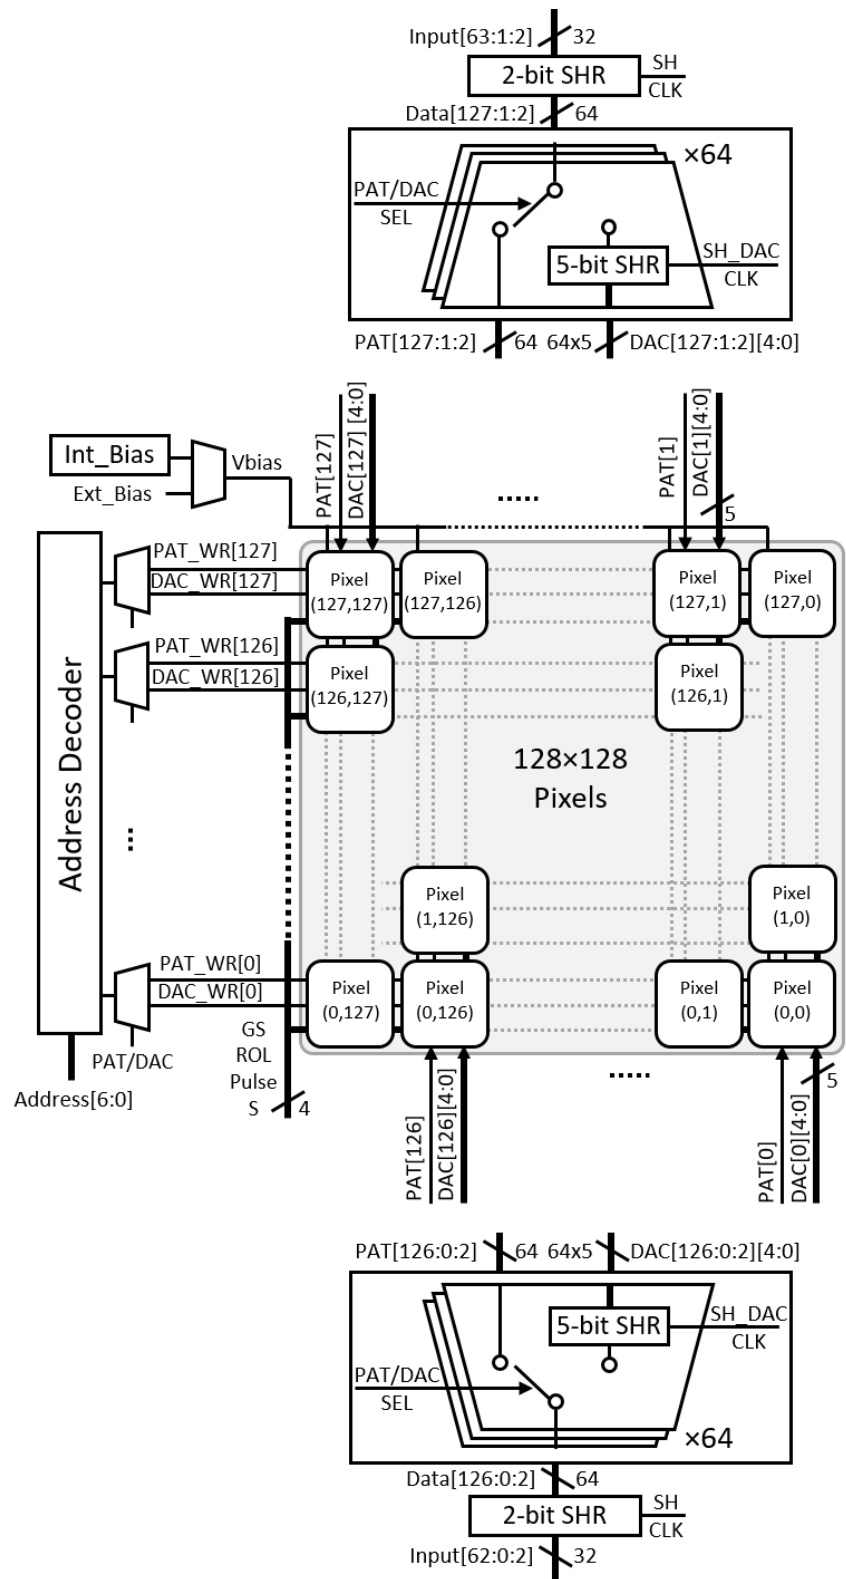 Input[63:1:2] 32
2-bit SHR SH
CLK
Data[127:1:2] 64
×64
PAT/DAC
SEL
5-bit SHR SH_DAC
CLK
PAT[127:1:2] 64 64x5 DAC[127:1:2][4:0]
PAT[127]
DAC[127] [4:0]
PAT[1]
DAC[1][4:0]
5
Int_Bias
Ext_Bias
Vbias
.....
Address Decoder
PAT_WR[127]
DAC_WR[127]
PAT_WR[126]
DAC_WR[126]
...
PAT_WR[0]
DAC_WR[0]
PAT/DAC
Address[6:0]
GS
ROL
Pulse
S 4
Pixel
(127,127)
Pixel
(127,126)
Pixel
(127,1)
Pixel
(127,0)
Pixel
(126,127)
Pixel
(126,1)
128×128
Pixels
Pixel
(1,126)
Pixel
(1,0)
Pixel
(0,127)
Pixel
(0,126)
Pixel
(0,1)
Pixel
(0,0)
.....
PAT[126]
DAC[126][4:0]
PAT[0]
DAC[0][4:0]
5
PAT[126:0:2] 64 64x5 DAC[126:0:2][4:0]
5-bit SHR SH_DAC
CLK
PAT/DAC
SEL
×64
Data[126:0:2] 64
2-bit SHR SH
CLK
Input[62:0:2] 32